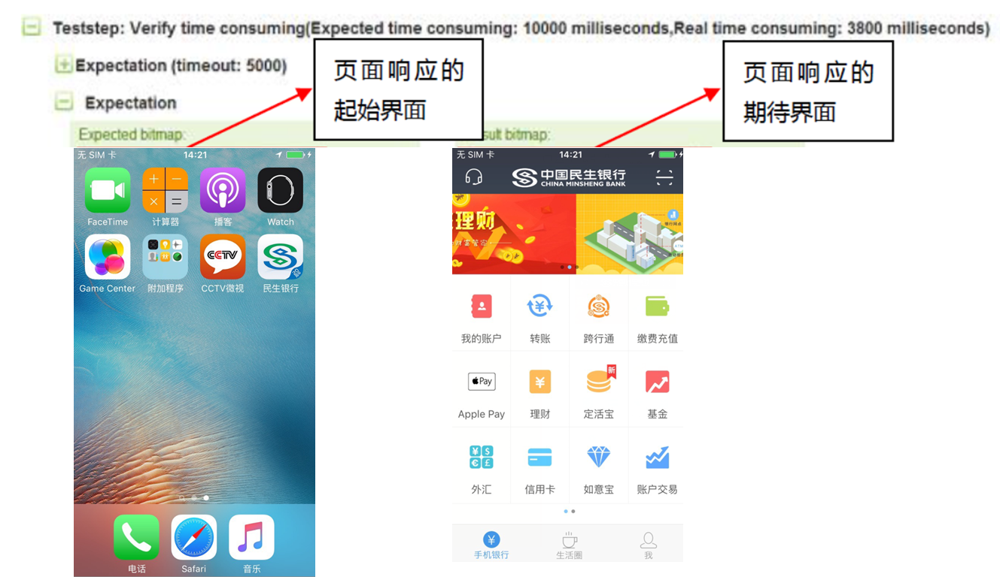 Teststep: Verify time consuming(Expected time consuming: 10000 milliseconds,Real time consuming: 3800 milliseconds)
Expectation (timeout: 5000)
Expectation
页面响应的
起始界面
页面响应的
期待界面
Expected bitmap:
sult bitmap:
无 SIM 卡 14:21
FaceTime 计算器 播客 Watch
CCTV
Game Center 附加程序 CCTV微视 民生银行
电话 Safari 音乐
无 SIM 卡 14:21
中国民生银行
CHINA MINSHENG BANK
理财
我的账户 转账 跨行通 缴费充值
Pay 新
Apple Pay 理财 定活宝 基金
¥ $
€ £
外汇 信用卡 如意宝 账户交易
手机银行 生活圈 我